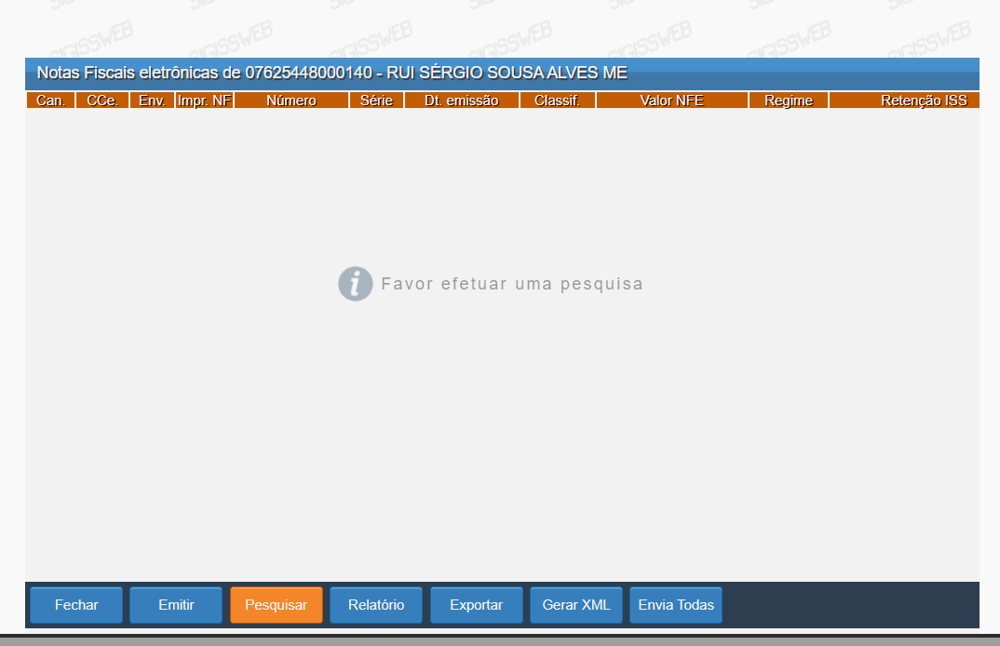 SIGISSWEB SIGISSWEB SIGISSWEB SIGISSWEB SIGISSWEB SIGISSWEB SIGISSWEB
Notas Fiscais eletrônicas de 07625448000140 - RUI SÉRGIO SOUSA ALVES ME
Can. CCe. Env. Impr. NF Número Série Dt. emissão Classif. Valor NFE Regime Retenção ISS
Favor efetuar uma pesquisa
Fechar Emitir Pesquisar Relatório Exportar Gerar XML Envia Todas